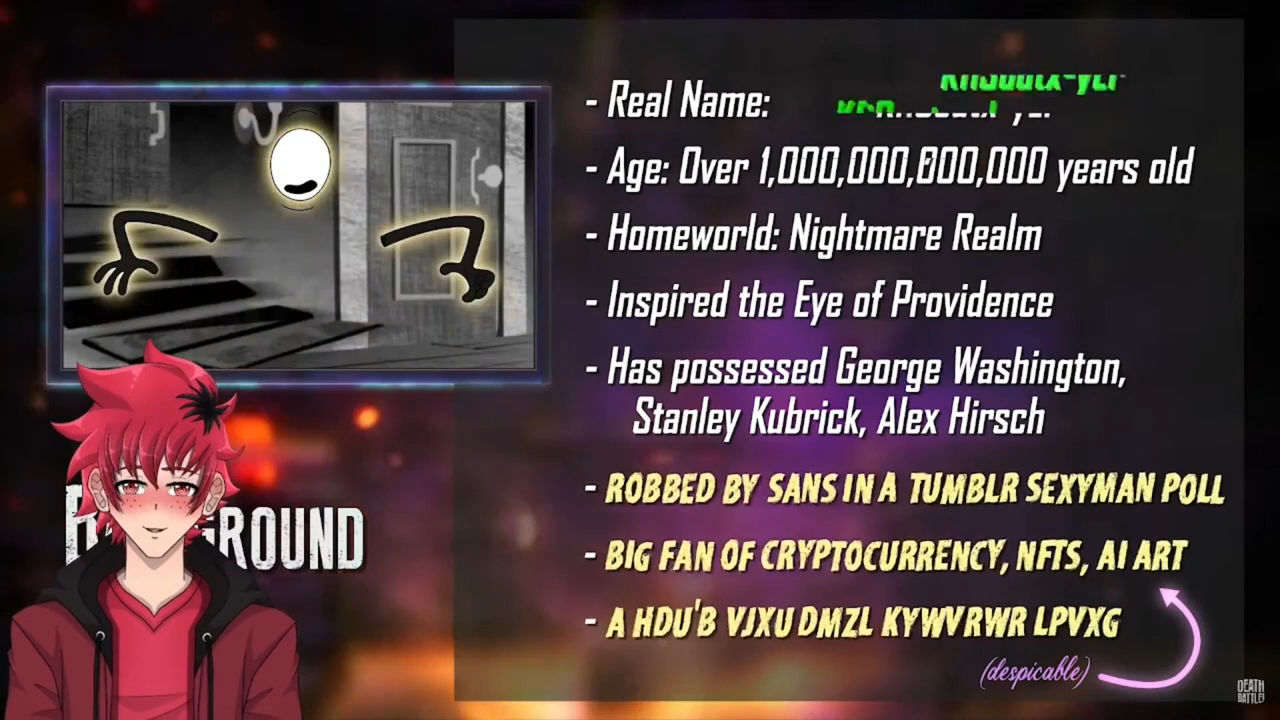 - Real Name:
- Age: Over 1,000,000,000,000 years old
- Homeworld: Nightmare Realm
- Inspired the Eye of Providence
- Has possessed George Washington,
Stanley Kubrick, Alex Hirsch
- ROBBED BY SANS IN A TUMBLR SEXYMAN POLL
- BIG FAN OF CRYPTOCURRENCY, NFTS, AI ART
- A HDU'B VJXU DMZL KYWVRWR LPVXG
(despicable)
DEATH
BATTLE!